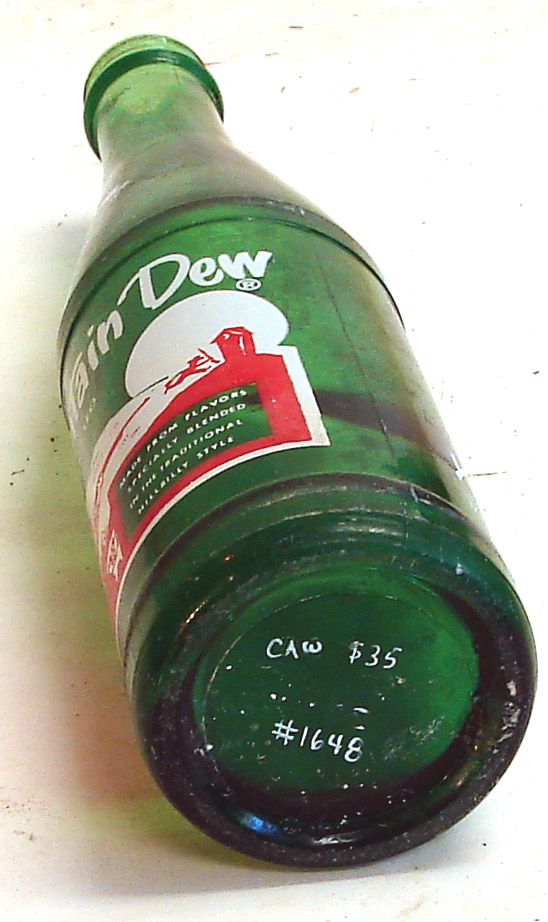 tain Dew®
MADE FROM FLAVORS
SPECIALLY BLENDED
IN THE TRADITIONAL
HILLBILLY STYLE
CAW $35
#1648